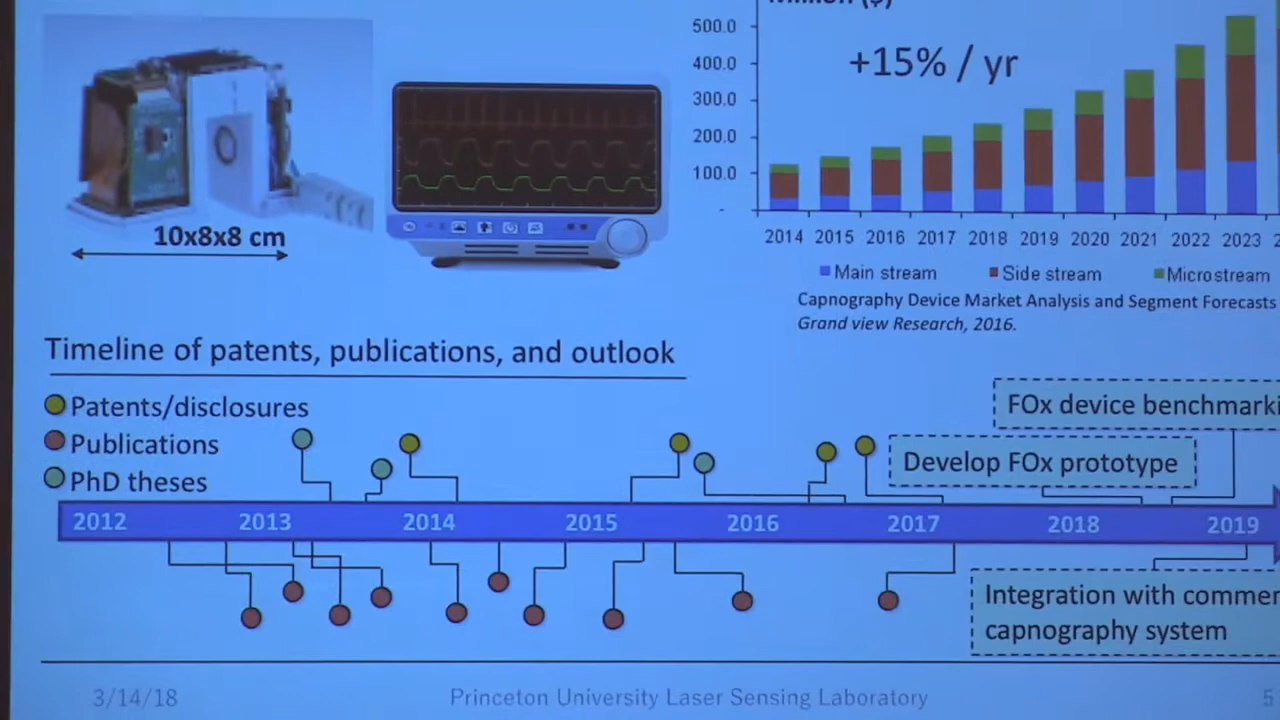 500.0
400.0
300.0
200.0
100.0
-
+15% / yr
2014 2015 2016 2017 2018 2019 2020 2021 2022 2023
Main stream Side stream Microstream
Capnography Device Market Analysis and Segment Forecasts
Grand view Research, 2016.
10x8x8 cm
Timeline of patents, publications, and outlook
Patents/disclosures
Publications
PhD theses
FOx device
Develop FOx prototype
2012 2013 2014 2015 2016 2017 2018 2019
Integration with
capnography system
3/14/18 Princeton University Laser Sensing Laboratory 5